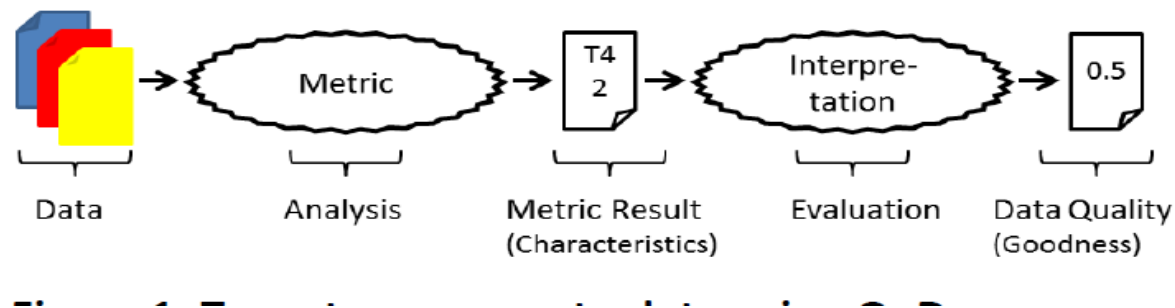 Metric
T4
2
Interpre-
tation
0.5
Data
Analysis
Metric Result
(Characteristics)
Evaluation
Data Quality
(Goodness)